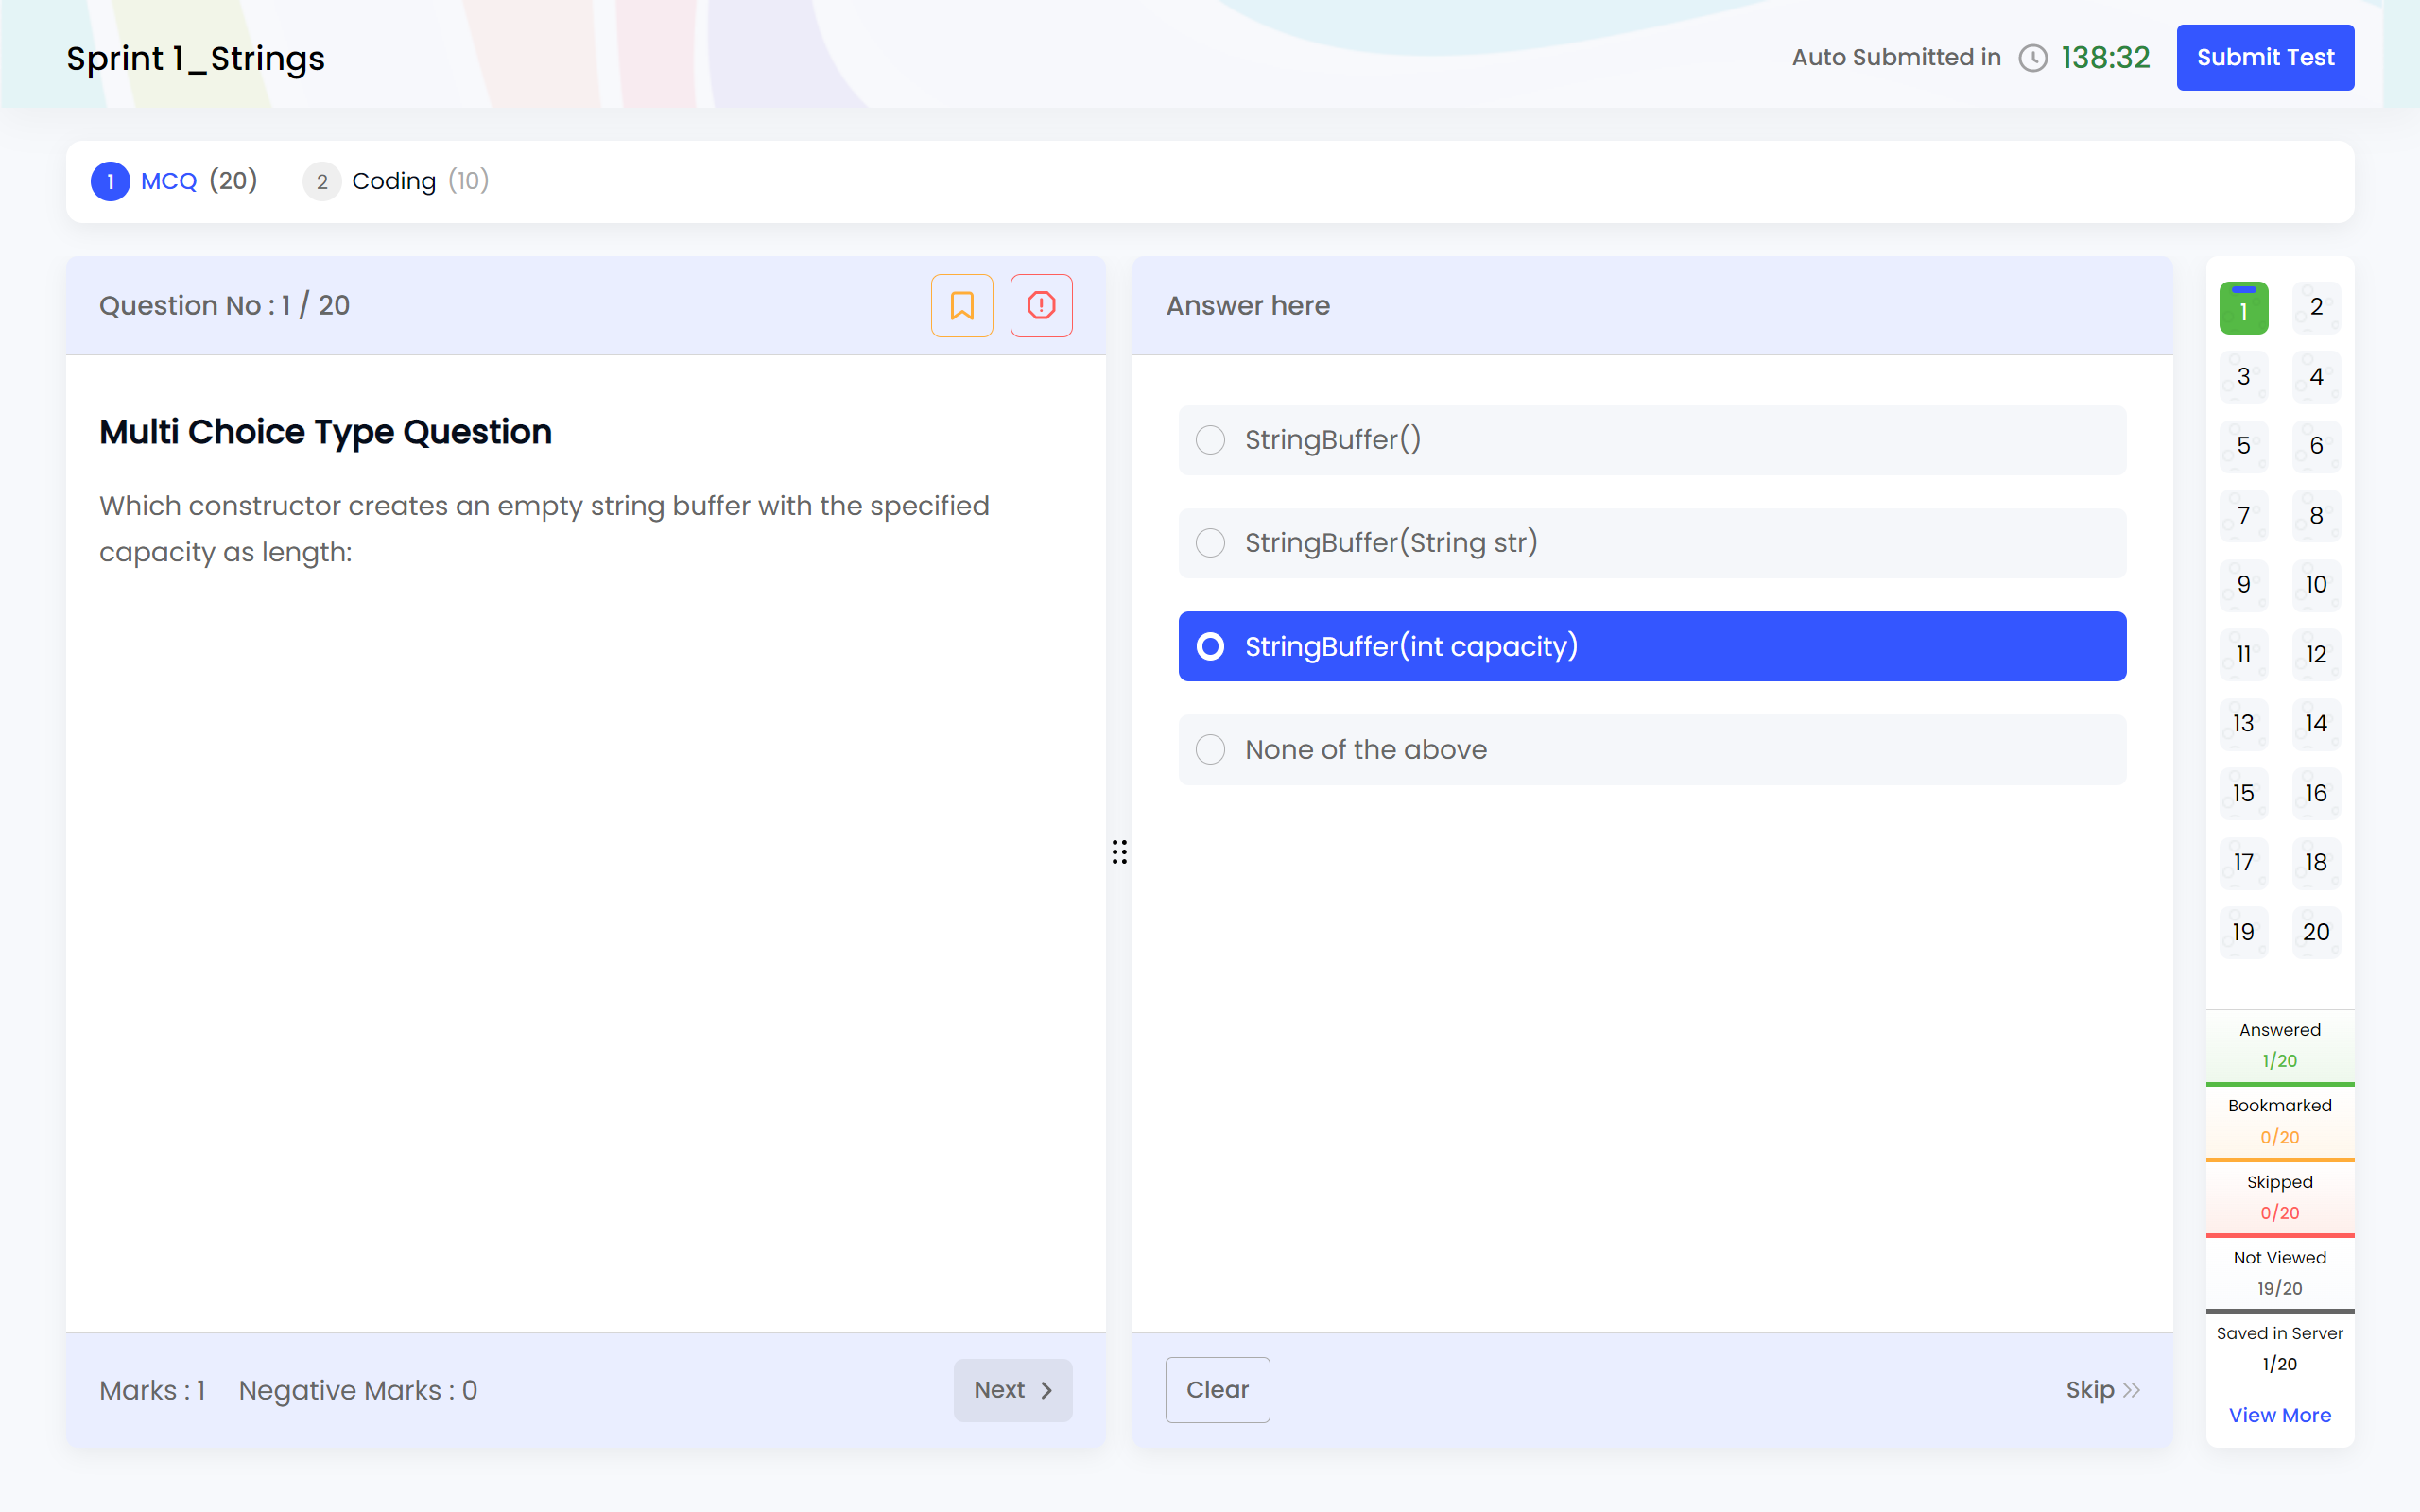 Sprint 1_Strings
Auto Submitted in 138:32
Submit Test
1 MCQ (20)
2 Coding (10)
Question No : 1 / 20
Multi Choice Type Question
Which constructor creates an empty string buffer with the specified
capacity as length:
Marks : 1
Negative Marks : 0
Next
Answer here
StringBuffer()
StringBuffer(String str)
StringBuffer(int capacity)
None of the above
Clear
Skip
1 2
3 4
5 6
7 8
9 10
11 12
13 14
15 16
17 18
19 20
Answered
1/20
Bookmarked
0/20
Skipped
0/20
Not Viewed
19/20
Saved in Server
1/20
View More